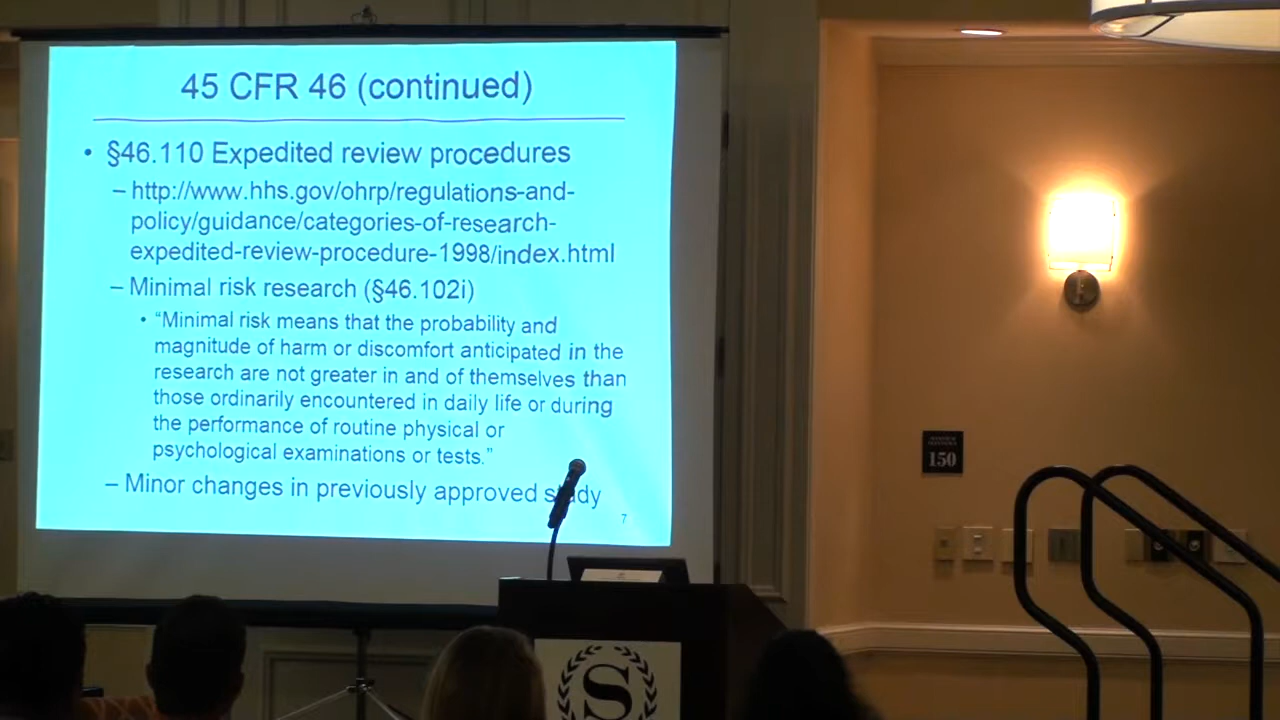 45 CFR 46 (continued)
• §46.110 Expedited review procedures
– http://www.hhs.gov/ohrp/regulations-and-
policy/guidance/categories-of-research-
expedited-review-procedure-1998/index.html
– Minimal risk research (§46.102i)
• “Minimal risk means that the probability and
magnitude of harm or discomfort anticipated in the
research are not greater in and of themselves than
those ordinarily encountered in daily life or during
the performance of routine physical or
psychological examinations or tests.”
– Minor changes in previously approved study
7
150
S